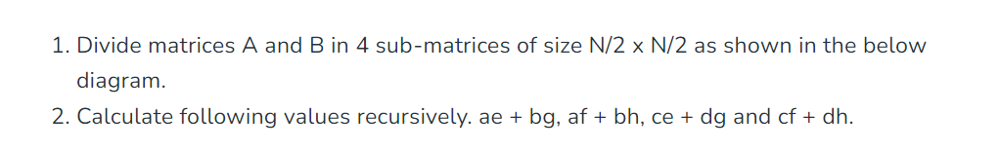 1. Divide matrices A and B in 4 sub-matrices of size N/2 x N/2 as shown in the below
diagram.
2. Calculate following values recursively. ae + bg, af + bh, ce + dg and cf + dh.